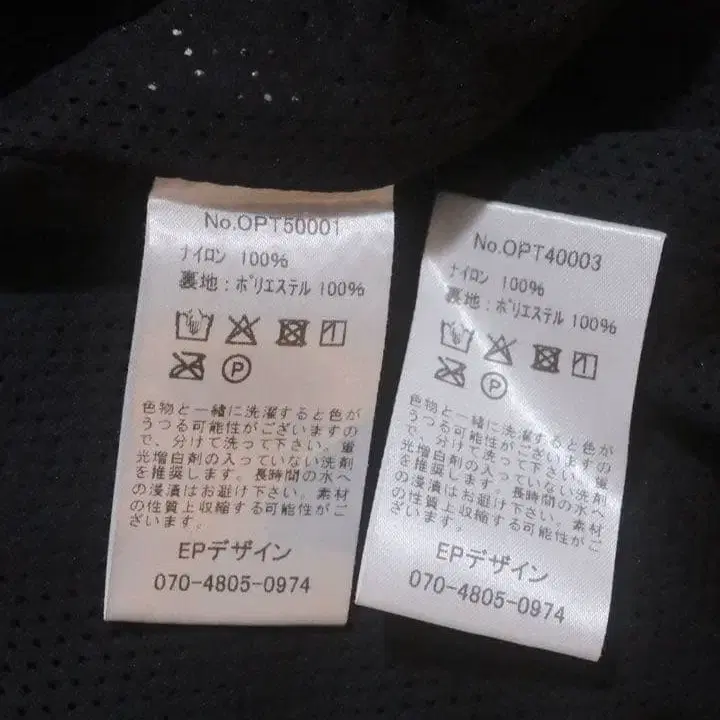 No.OPT50001
ナイロン 100%
裏地：ポリエステル 100%
P
色物と一緒に洗濯すると色が
うつる可能性がございますの
で、分けて洗って下さい。蛍
光増白剤の入っていない洗剤
を推奨します。長時間の水へ
の浸漬はお避け下さい。素材
の性質上収縮する可能性がご
ざいます。
EPデザイン
070-4805-0974
No.OPT40003
ナイロン 100%
裏地：ポリエステル 100%
P
色物と一緒に洗濯すると色が
うつる可能性がございますの
で、分けて洗って下さい。蛍
光増白剤の入っていない洗剤
を推奨します。長時間の水へ
の浸漬はお避け下さい。素材
の性質上収縮する可能性がご
ざいます。
EPデザイン
070-4805-0974